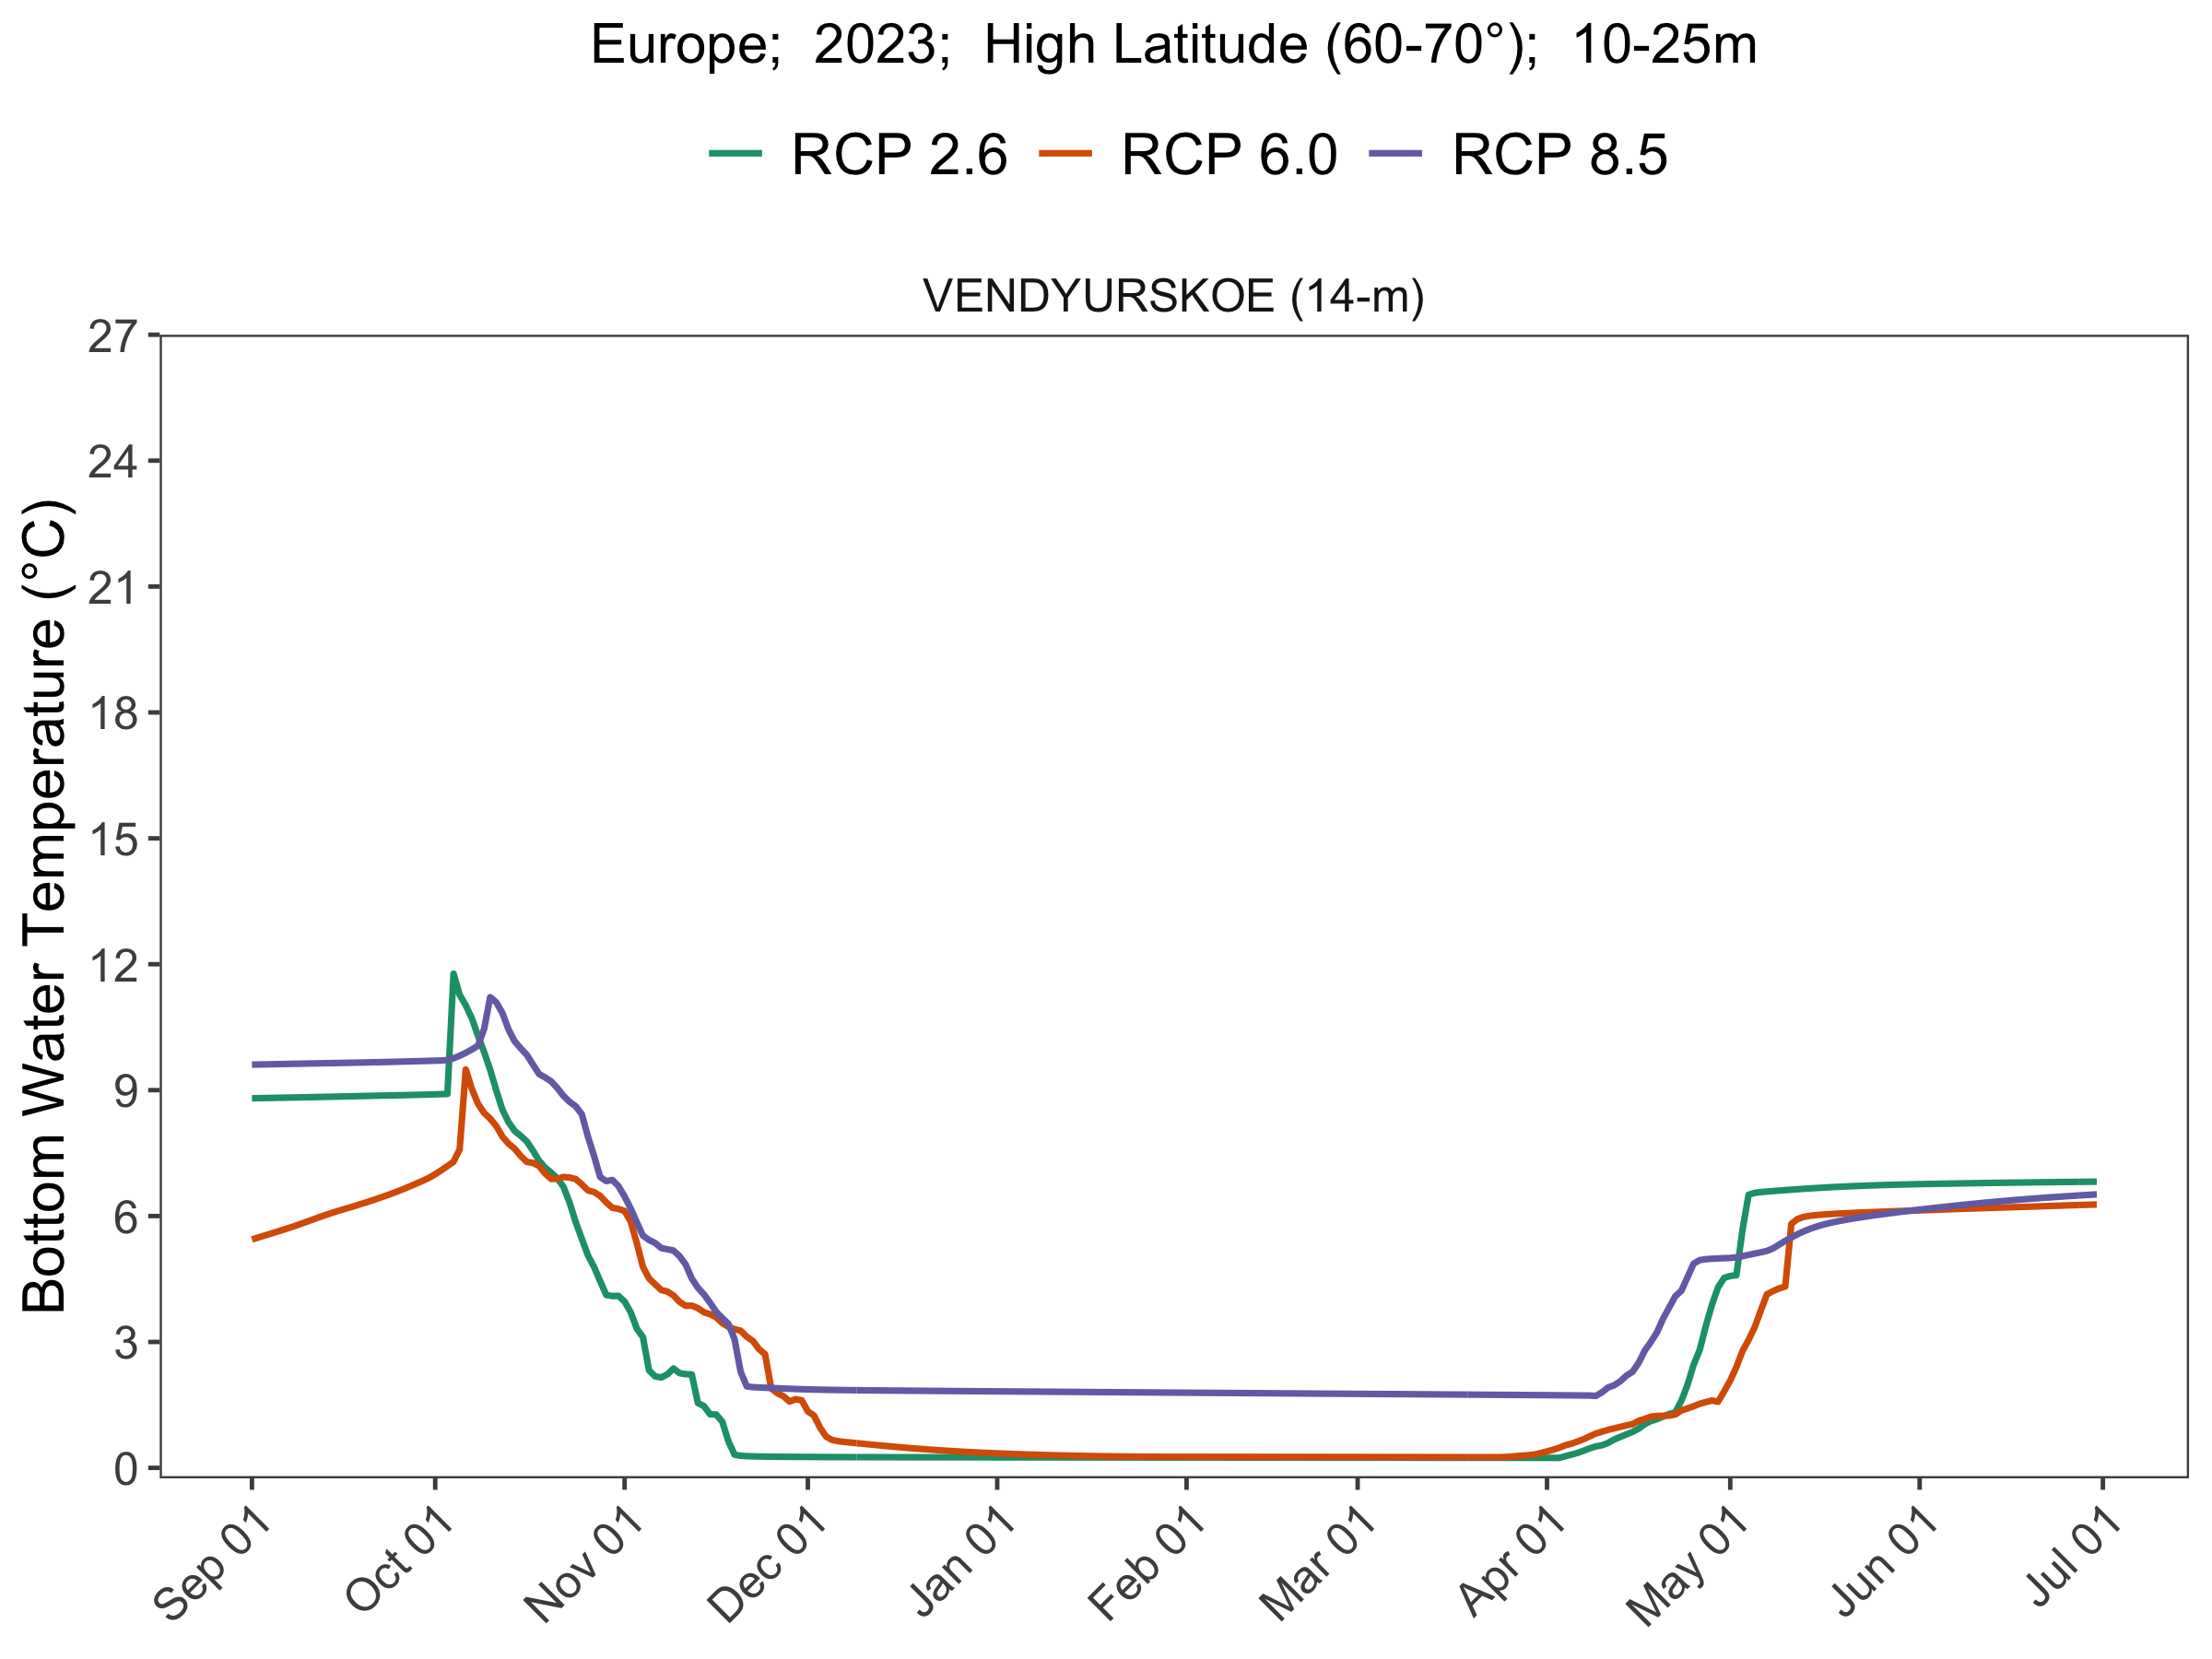 Europe;  2023;  High Latitude (60-70°);  10-25m
RCP 2.6 RCP 6.0 RCP 8.5
VENDYURSKOE (14-m)
Bottom Water Temperature (°C)
27
24
21
18
15
12
9
6
3
0
Sep 01 Oct 01 Nov 01 Dec 01 Jan 01 Feb 01 Mar 01 Apr 01 May 01 Jun 01 Jul 01